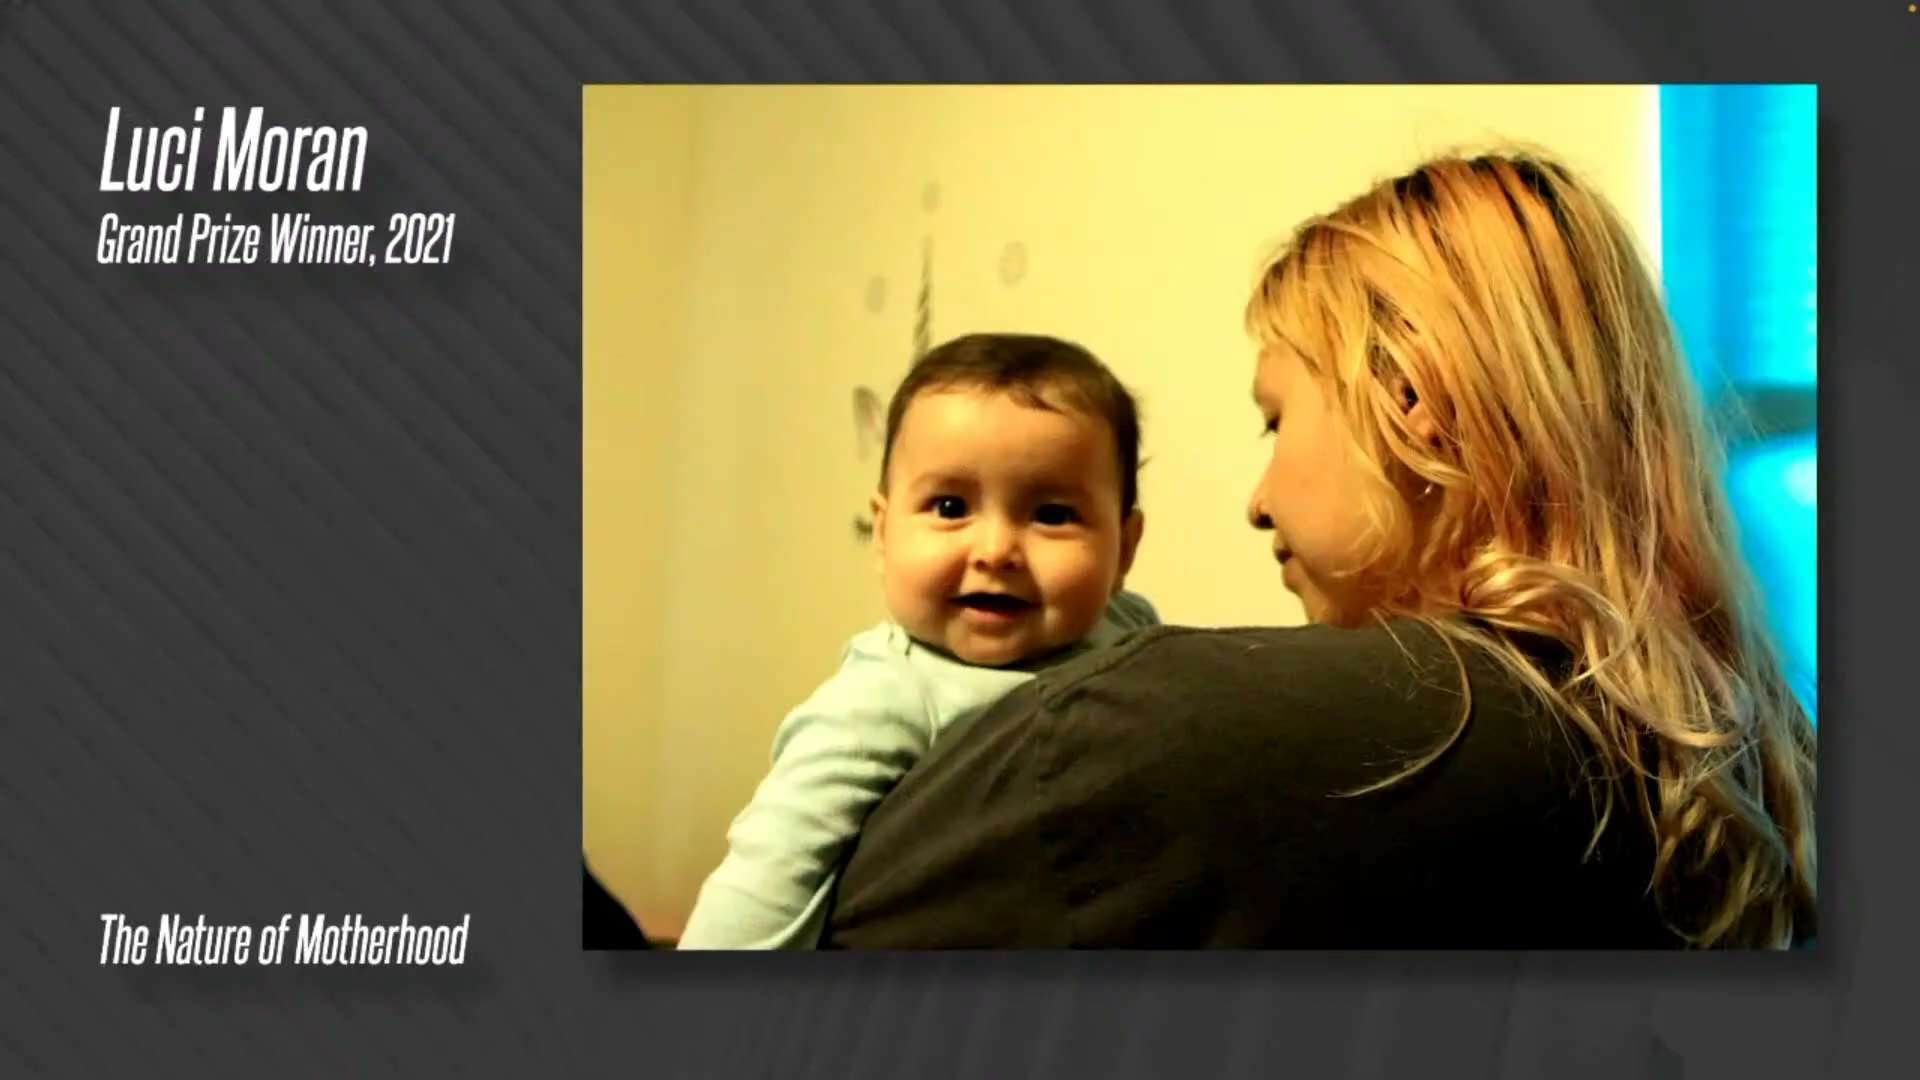 Luci Moran
Grand Prize Winner, 2021
The Nature of Motherhood